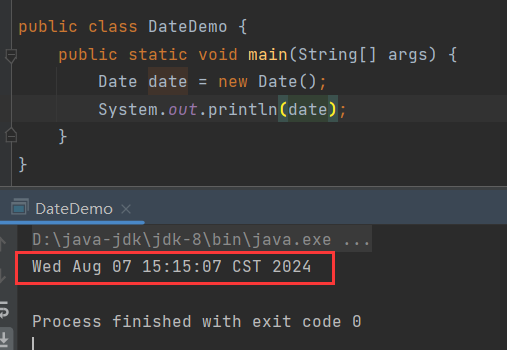 public class DateDemo {
public static void main(String[] args) {
Date date = new Date();
System.out.println(date);
}
}
DateDemo ×
D:\java-jdk\jdk-8\bin\java.exe ...
Wed Aug 07 15:15:07 CST 2024
Process finished with exit code 0